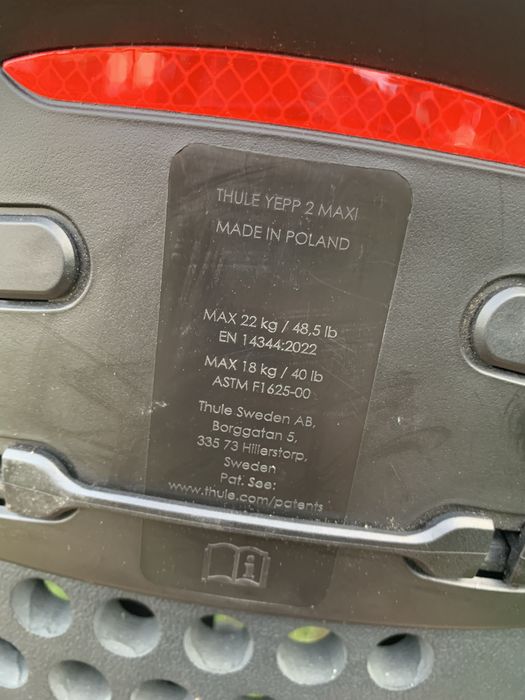 THULE YEPP 2 MAXI
MADE IN POLAND
MAX 22 kg / 48,5 lb
EN 14344:2022
MAX 18 kg / 40 lb
ASTM F1625-00
Thule Sweden AB,
Borggatan 5,
335 73 Hillerstorp,
Sweden
Pat. See:
www.thule.com/patents